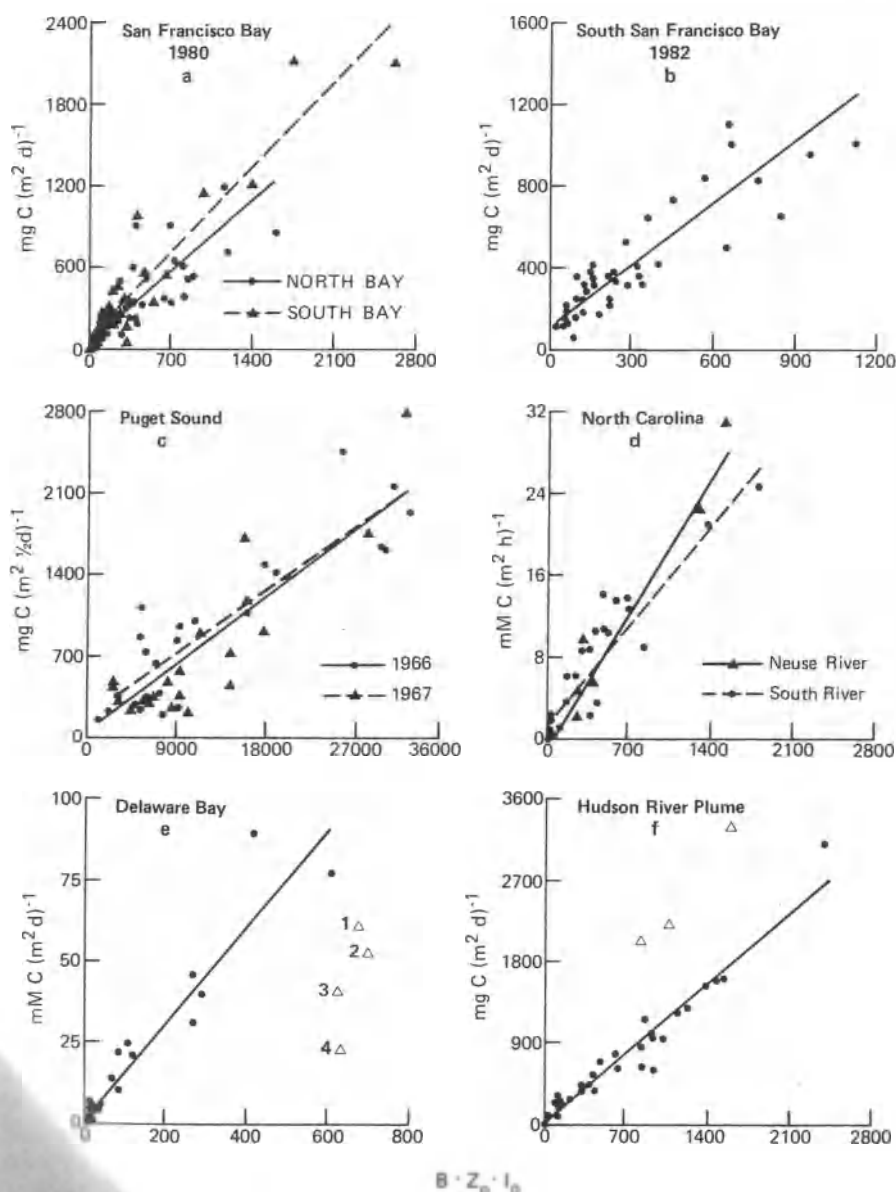 San Francisco Bay
1980
a
mg C (m² d)⁻¹
2400
1800
1200
600
0
0
700
1400
2100
2800
NORTH BAY
SOUTH BAY
South San Francisco Bay
1982
b
mg C (m² d)⁻¹
1600
1200
800
400
0
0
300
600
900
1200
Puget Sound
c
mg C (m² ½d)⁻¹
2800
2100
1400
700
0
0
9000
18000
27000
36000
1966
1967
North Carolina
d
mM C (m² h)⁻¹
32
24
16
8
0
0
700
1400
2100
2800
Neuse River
South River
Delaware Bay
e
mM C (m² d)⁻¹
100
75
50
25
0
0
200
400
600
800
1
2
3
4
Hudson River Plume
f
mg C (m² d)⁻¹
3600
2700
1800
900
0
0
700
1400
2100
2800
B · Zₚ · I₀